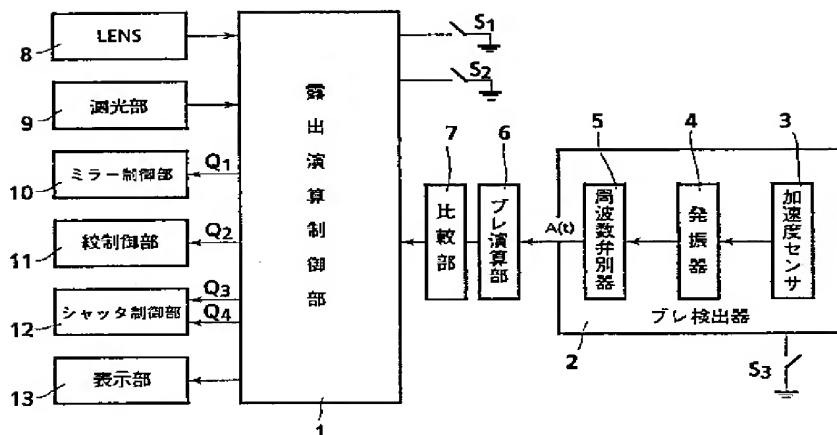 8
LENS
9
測光部
10
ミラー制御部
11
絞制御部
12
シャッタ制御部
13
表示部
Q1
Q2
Q3
Q4
露出演算制御部
1
S1
S2
7
比較部
6
ブレ演算部
A(t)
5
周波数弁別器
4
発振器
3
加速度センサ
ブレ検出器
2
S3